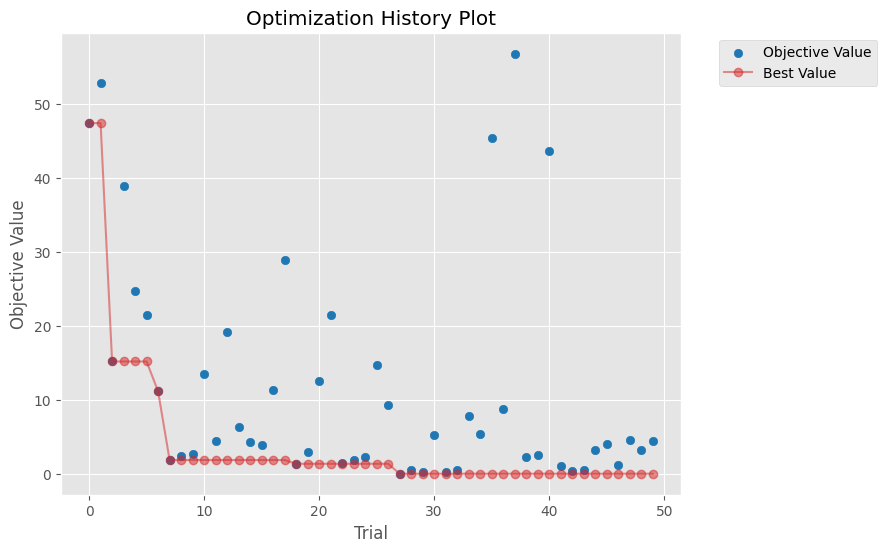 Optimization History Plot
Objective Value
Best Value
Objective Value
50
40
30
20
10
0
0 10 20 30 40 50
Trial